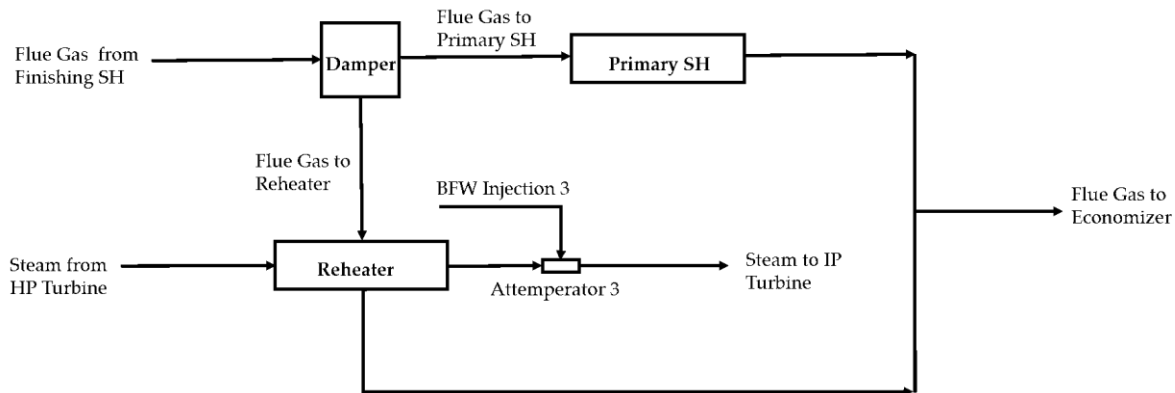 Flue Gas to
Primary SH
Flue Gas from
Finishing SH
Damper
Primary SH
Flue Gas to
Reheater
BFW Injection 3
Flue Gas to
Economizer
Steam from
HP Turbine
Reheater
Attemperator 3
Steam to IP
Turbine